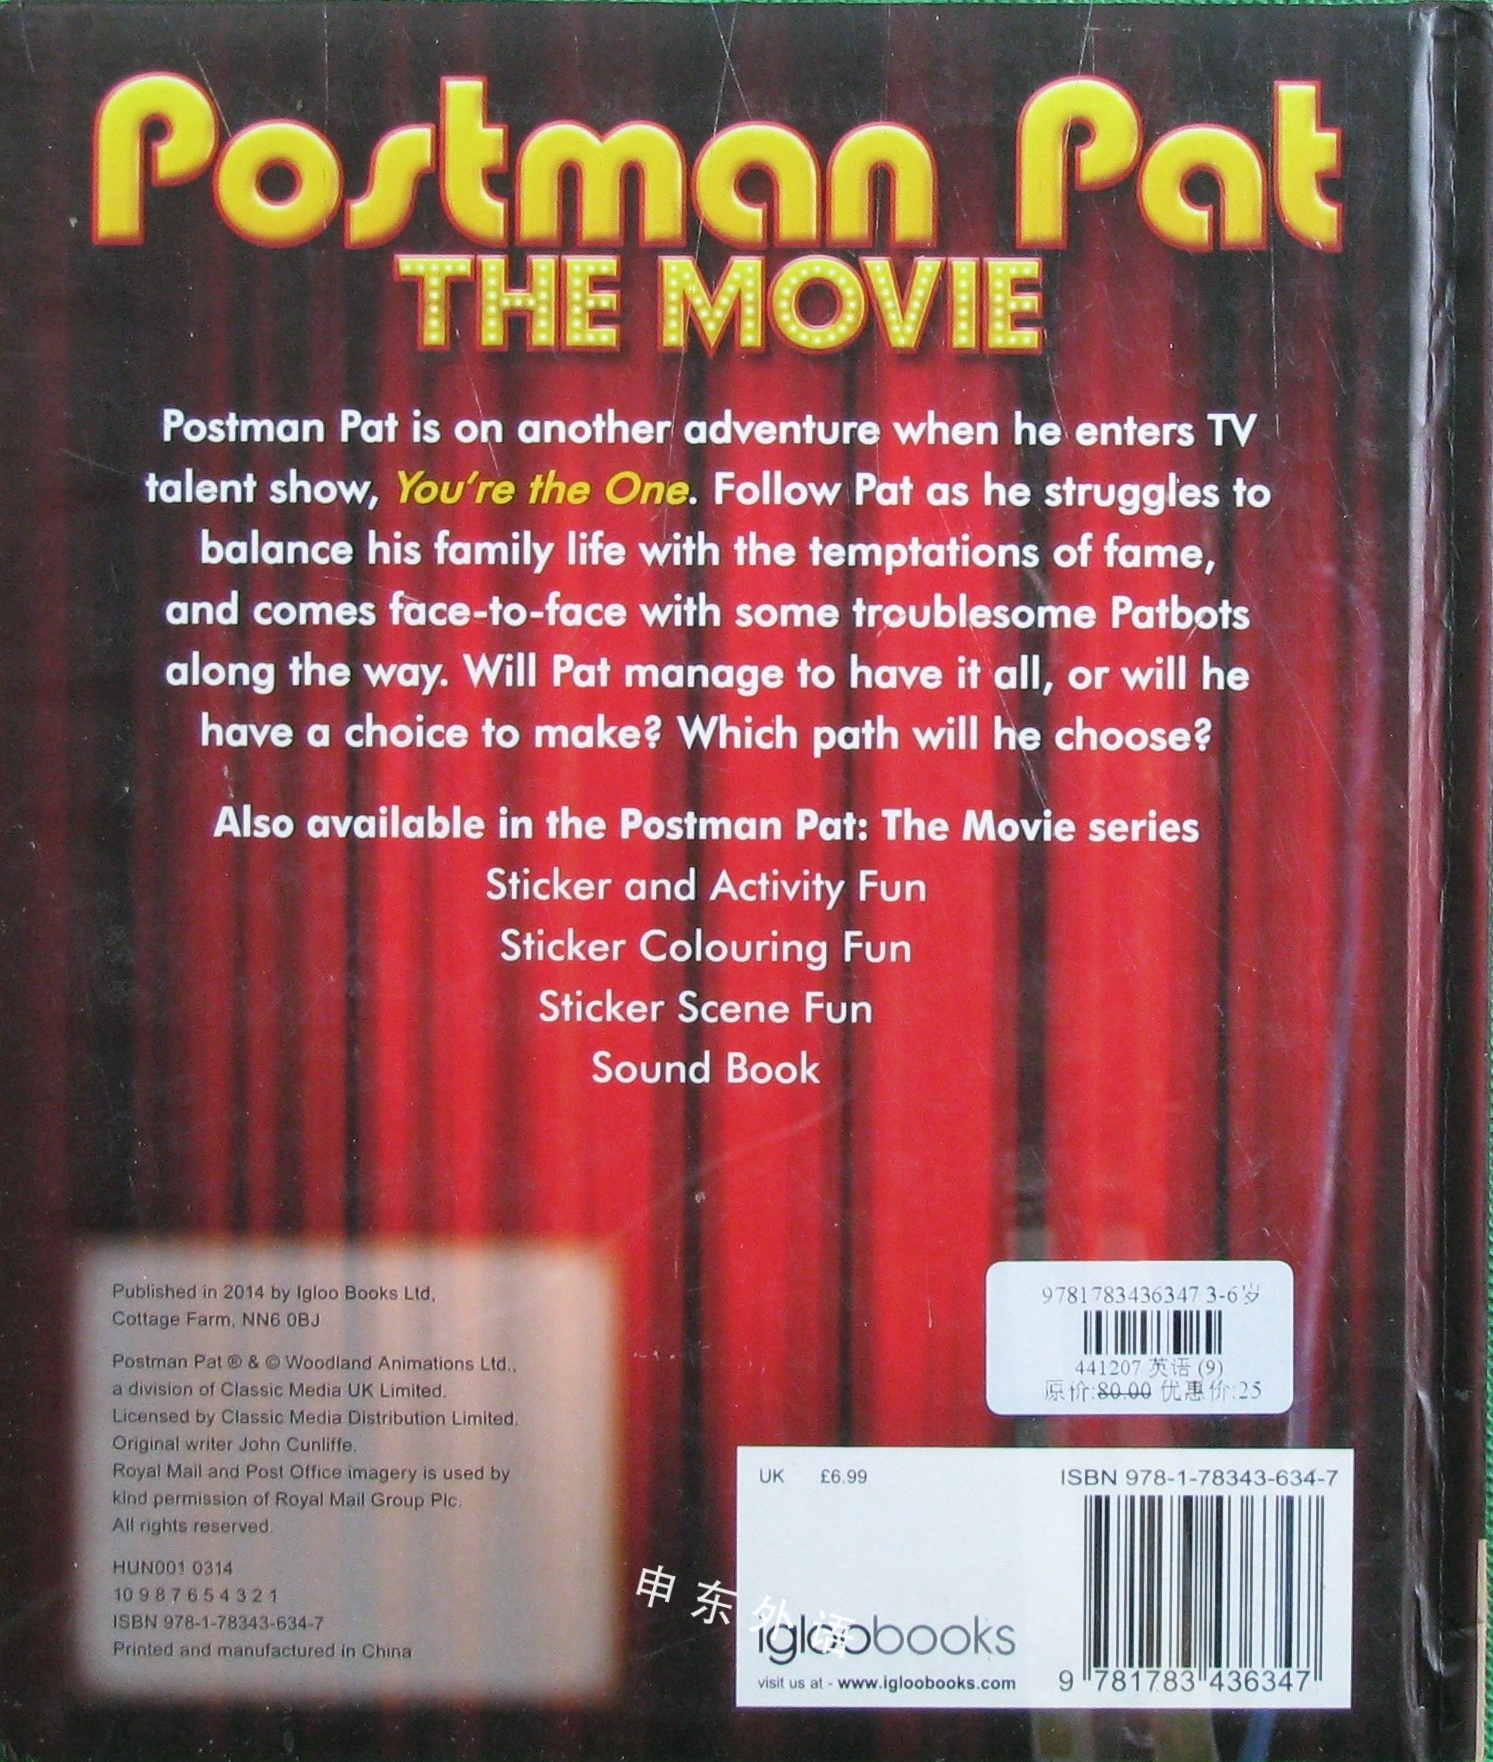 Postman Pat
THE MOVIE
Postman Pat is on another adventure when he enters TV
talent show, You're the One. Follow Pat as he struggles to
balance his family life with the temptations of fame,
and comes face-to-face with some troublesome Patbots
along the way. Will Pat manage to have it all, or will he
have a choice to make? Which path will he choose?
Also available in the Postman Pat: The Movie series
Sticker and Activity Fun
Sticker Colouring Fun
Sticker Scene Fun
Sound Book
Published in 2014 by Igloo Books Ltd,
Cottage Farm, NN6 0BJ
Postman Pat ® & © Woodland Animations Ltd.,
a division of Classic Media UK Limited.
Licensed by Classic Media Distribution Limited.
Original writer John Cunliffe.
Royal Mail and Post Office imagery is used by
kind permission of Royal Mail Group Plc.
All rights reserved.
HUN001 0314
10 9 8 7 6 5 4 3 2 1
ISBN 978-1-78343-634-7
Printed and manufactured in China
9781783436347 3-6岁
441207 英语 (9)
原价:80.00 优惠价:25
UK £6.99
ISBN 978-1-78343-634-7
申东外语
igloobooks
visit us at - www.igloobooks.com
9 781783 436347